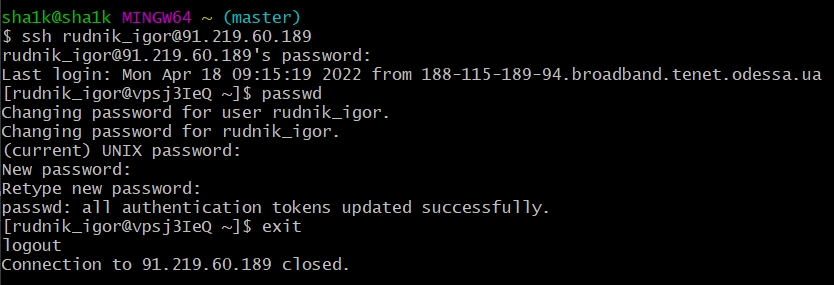 sha1k@sha1k MINGW64 ~ (master)
$ ssh rudnik_igor@91.219.60.189
rudnik_igor@91.219.60.189's password:
Last login: Mon Apr 18 09:15:19 2022 from 188-115-189-94.broadband.tenet.odessa.ua
[rudnik_igor@vpsj3IeQ ~]$ passwd
Changing password for user rudnik_igor.
Changing password for rudnik_igor.
(current) UNIX password:
New password:
Retype new password:
passwd: all authentication tokens updated successfully.
[rudnik_igor@vpsj3IeQ ~]$ exit
logout
Connection to 91.219.60.189 closed.